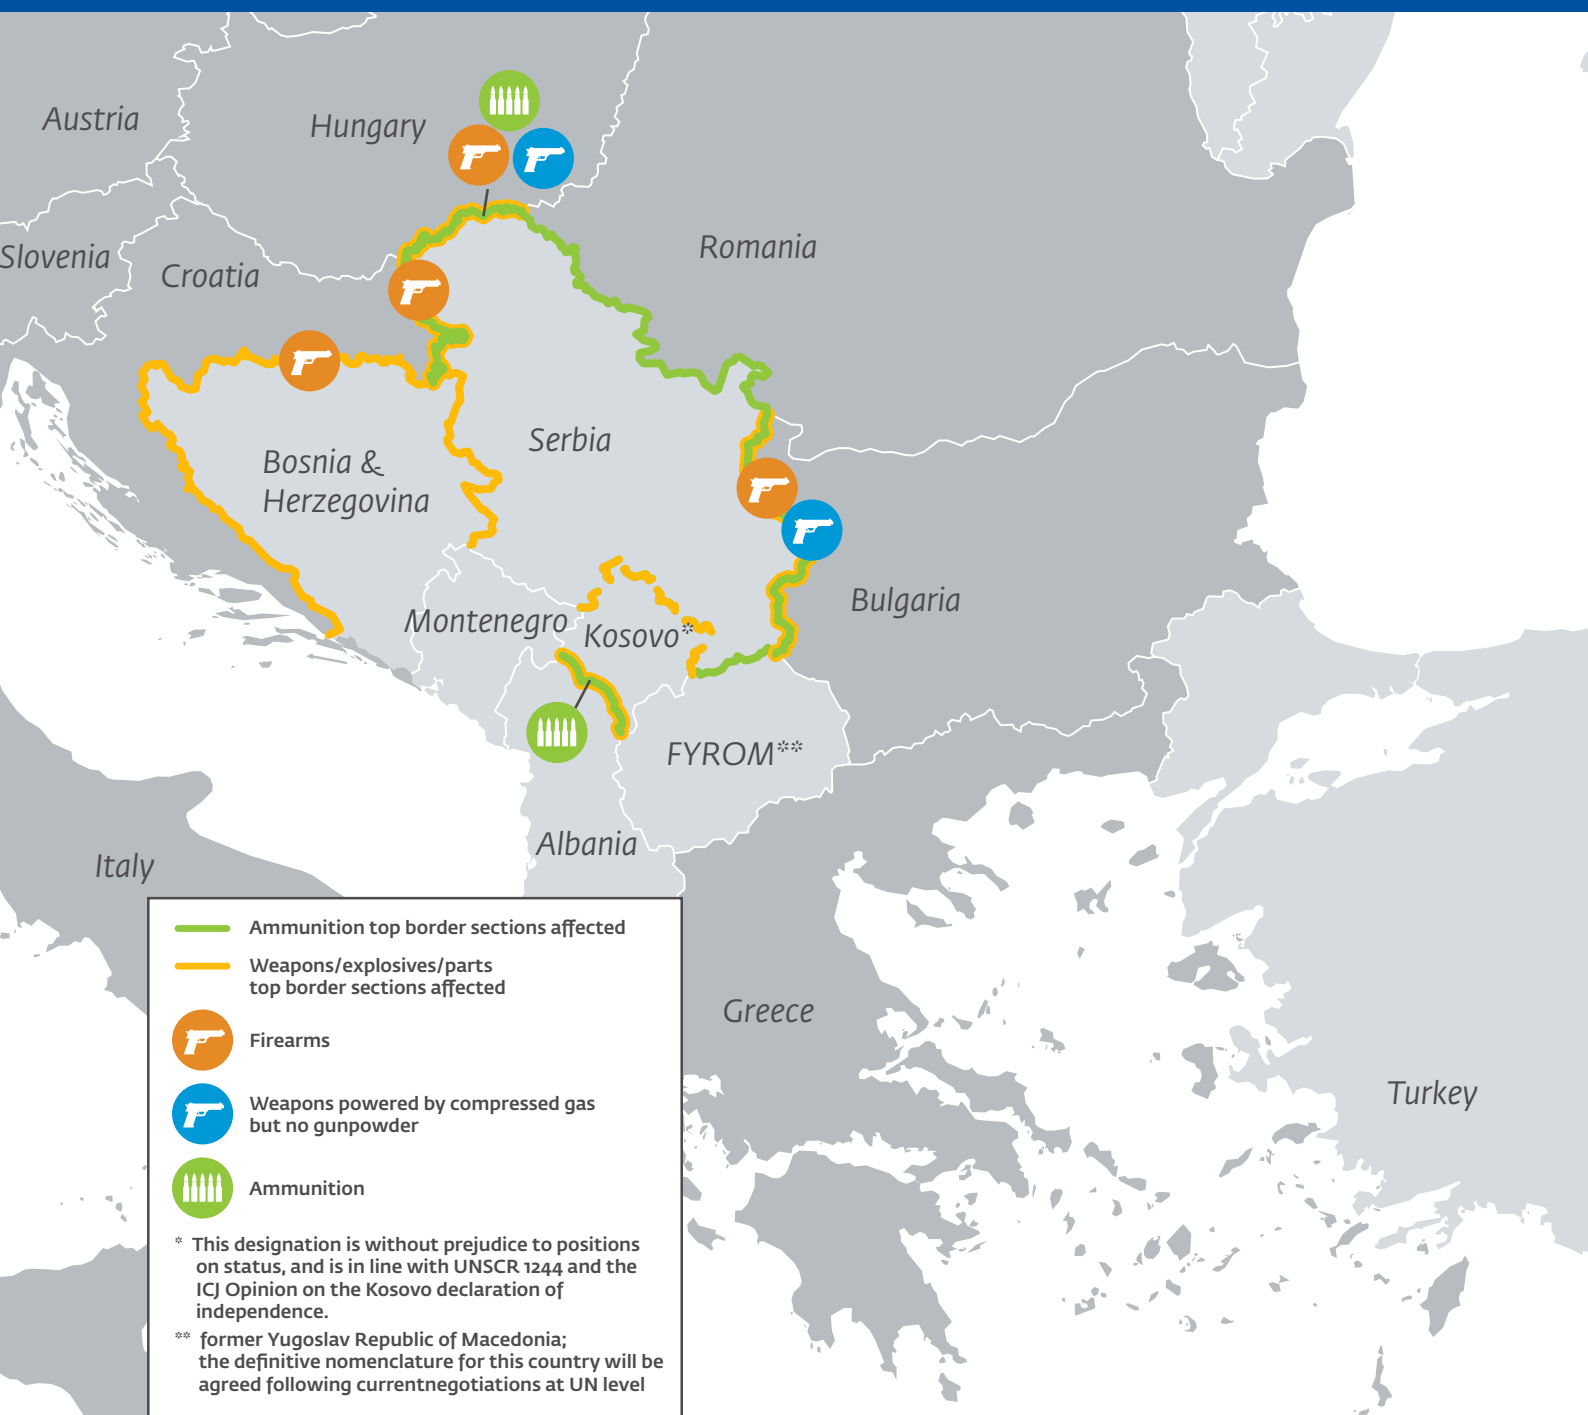 Austria
Hungary
Slovenia
Croatia
Romania
Serbia
Bosnia &
Herzegovina
Montenegro
Kosovo*
Bulgaria
FYROM**
Albania
Italy
Greece
Turkey
Ammunition top border sections affected
Weapons/explosives/parts
top border sections affected
Firearms
Weapons powered by compressed gas
but no gunpowder
Ammunition
* This designation is without prejudice to positions
on status, and is in line with UNSCR 1244 and the
ICJ Opinion on the Kosovo declaration of
independence.
** former Yugoslav Republic of Macedonia;
the definitive nomenclature for this country will be
agreed following currentnegotiations at UN level